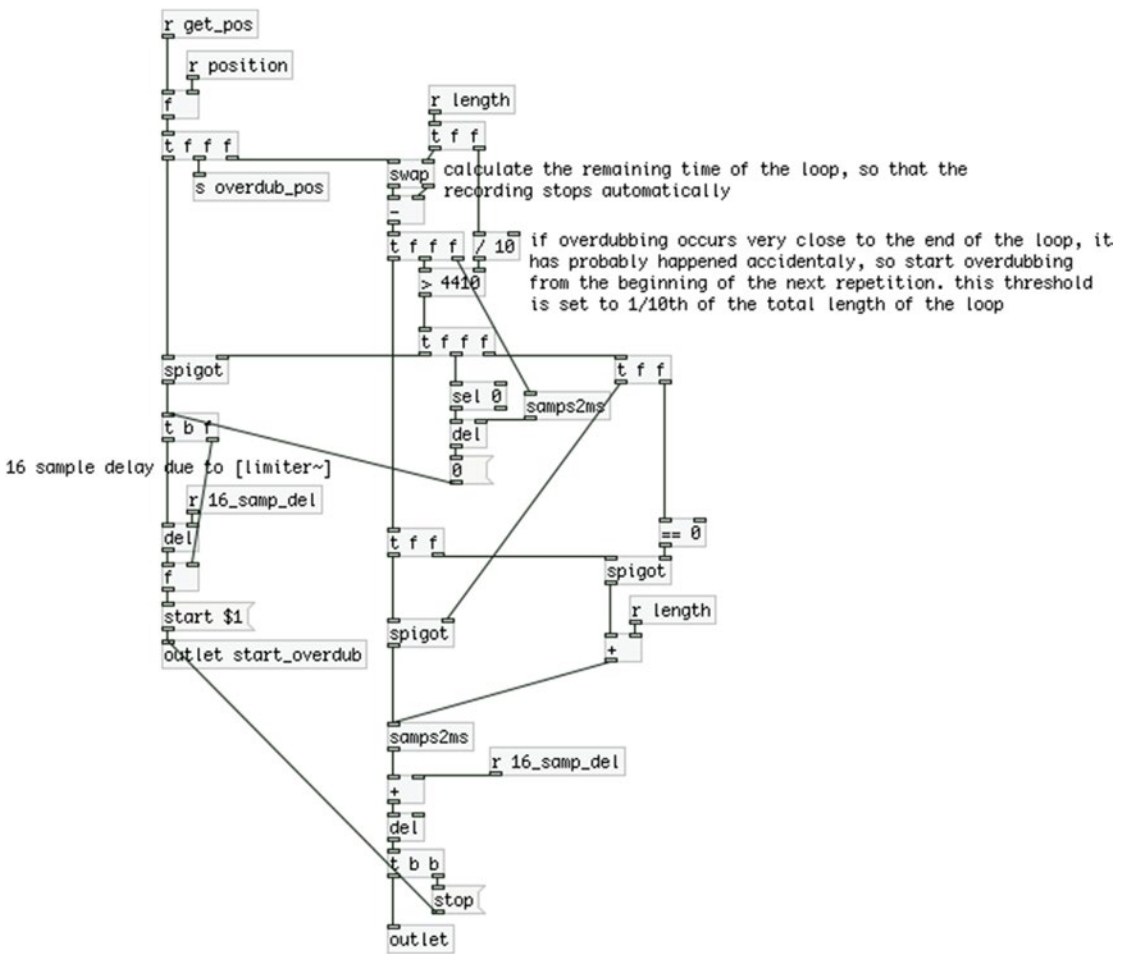 r get_pos
r position
f
r length
t f f
t f f f
swap
calculate the remaining time of the loop, so that the
recording stops automatically
s overdub_pos
-
t f f f
/ 10
if overdubbing occurs very close to the end of the loop, it
has probably happened accidentaly, so start overdubbing
from the beginning of the next repetition. this threshold
is set to 1/10th of the total length of the loop
> 4410
t f f f
spigot
t f f
sel 0
samps2ms
t b f
del
16 sample delay due to [limiter~]
0
r 16_samp_del
del
t f f
== 0
f
spigot
start $1
r length
spigot
outlet start_overdub
+
samps2ms
r 16_samp_del
+
del
t b b
stop
outlet